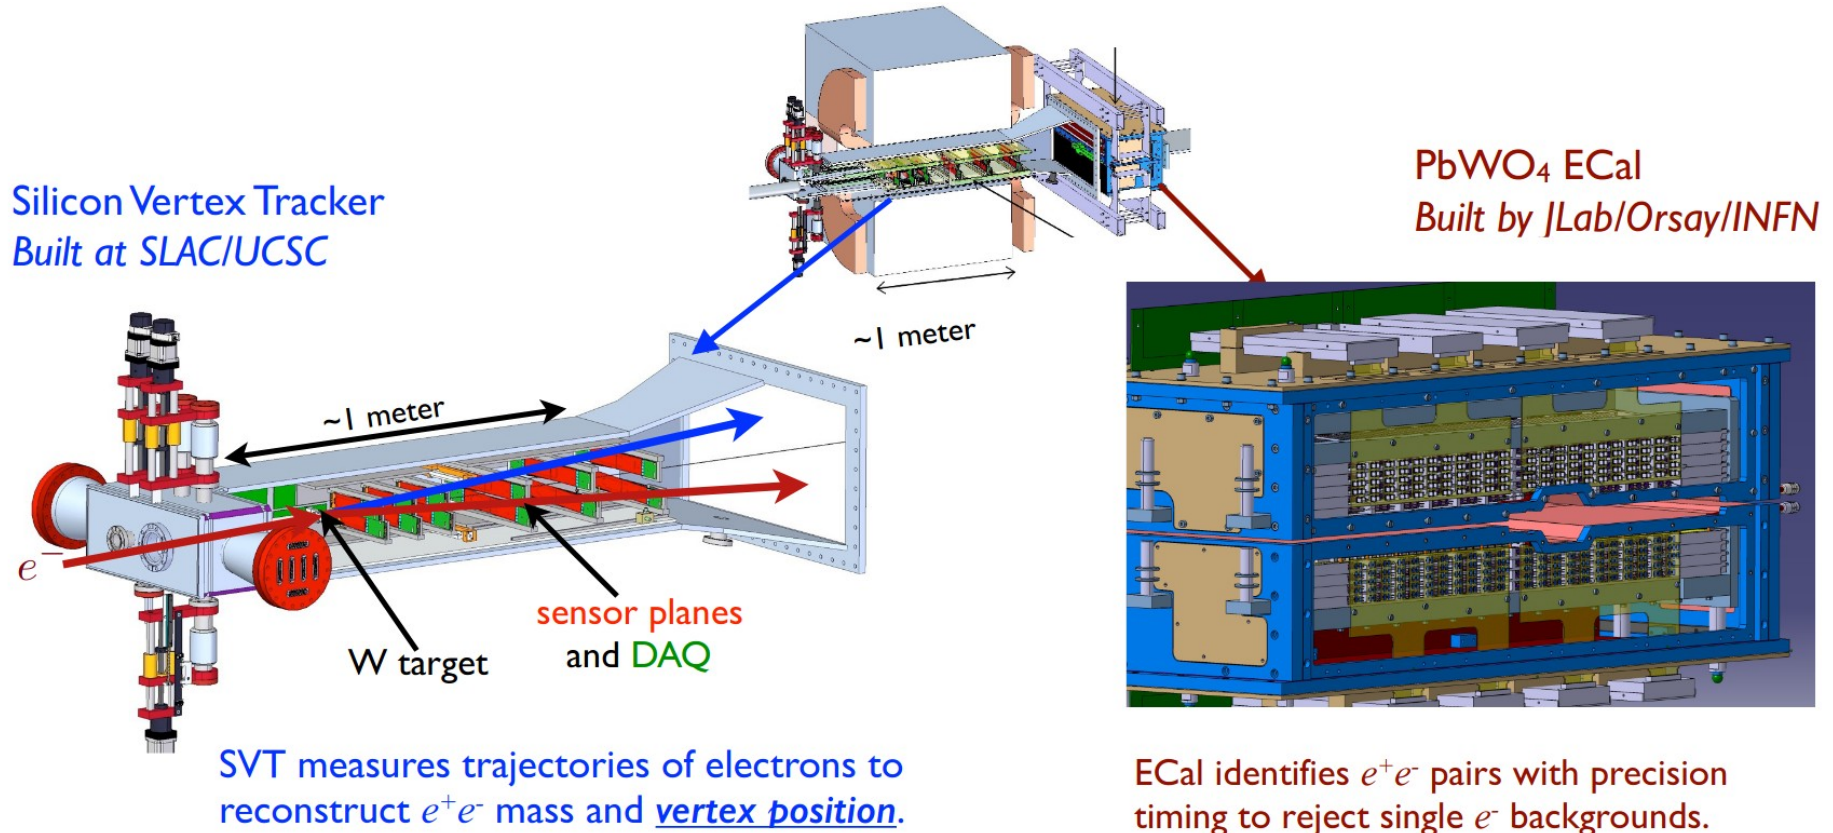 Silicon Vertex Tracker
Built at SLAC/UCSC
PbWO4 ECal
Built by JLab/Orsay/INFN
~1 meter
~1 meter
e−
W target
sensor planes
and DAQ
SVT measures trajectories of electrons to
reconstruct e+e- mass and vertex position.
ECal identifies e+e- pairs with precision
timing to reject single e- backgrounds.